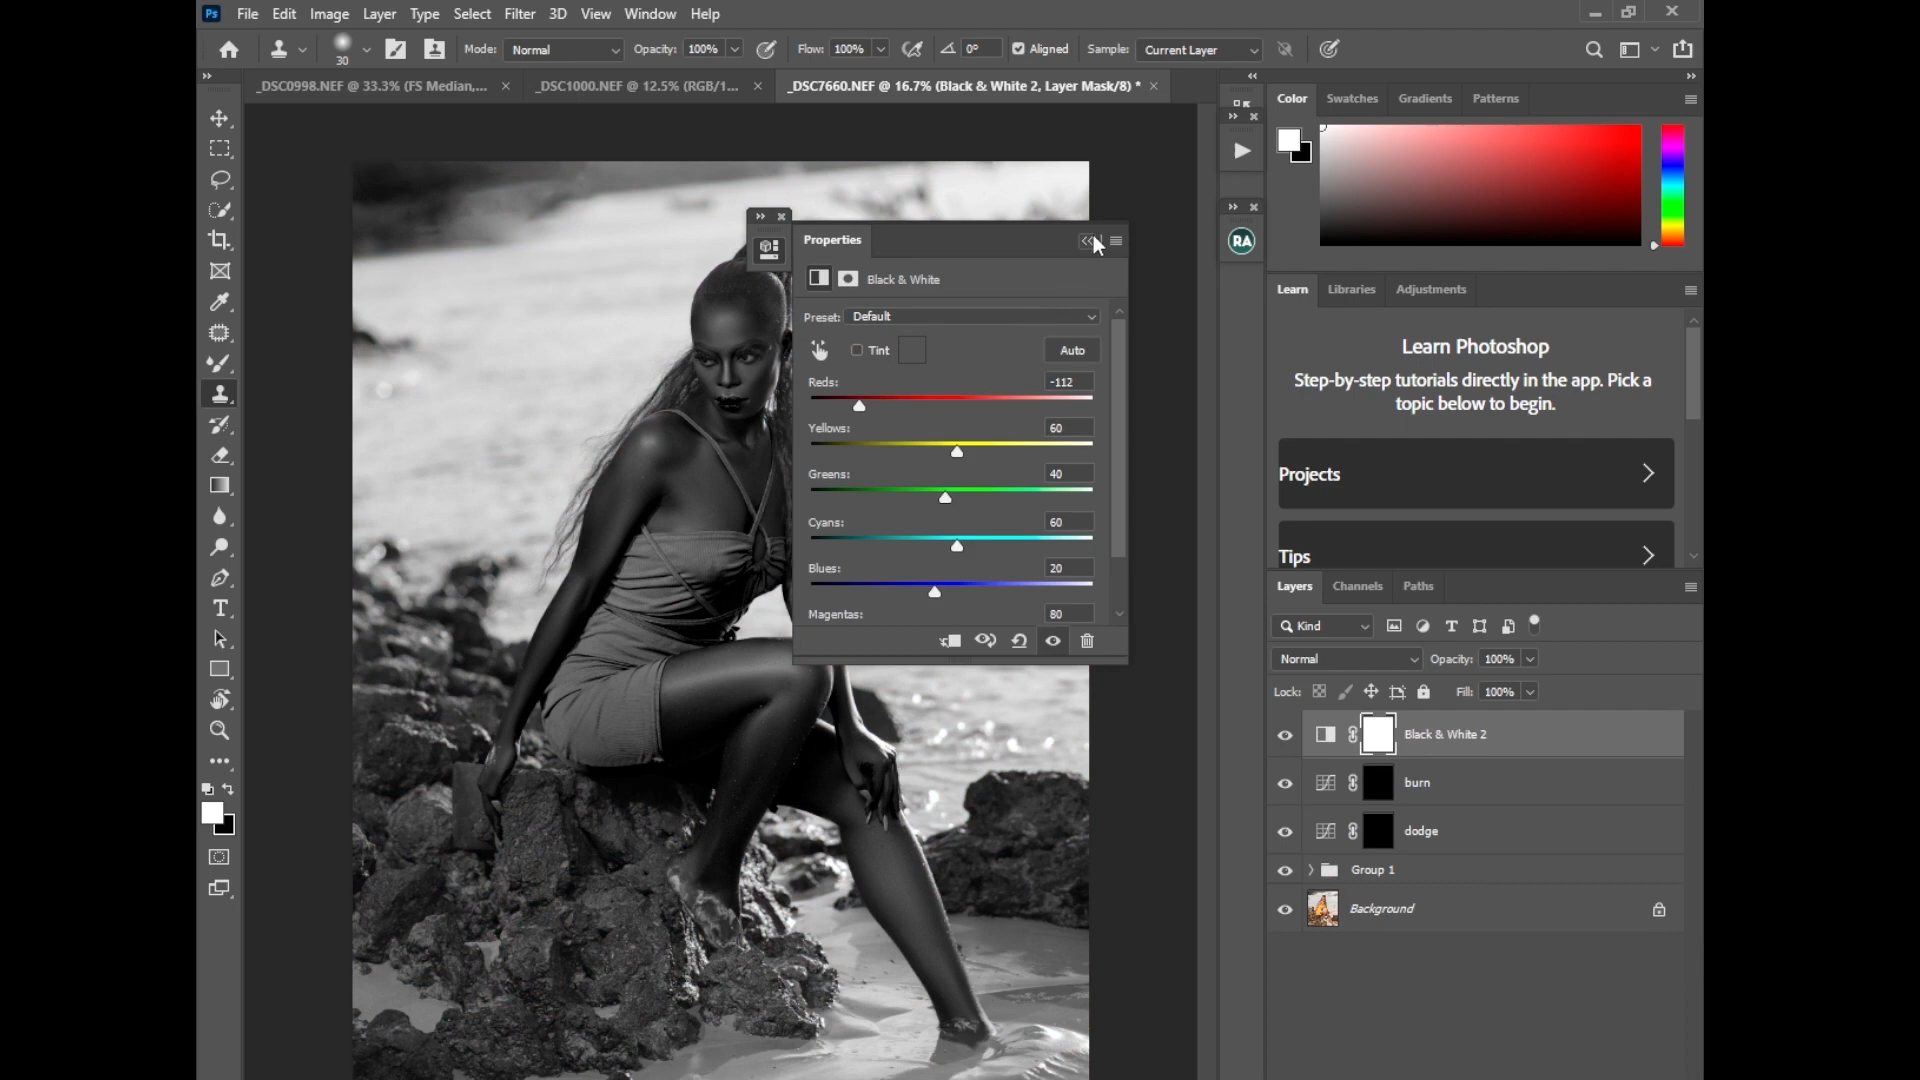 Ps File Edit Image Layer Type Select Filter 3D View Window Help
30 Mode: Normal Opacity: 100% Flow: 100% 0° Aligned Sample: Current Layer
_DSC0998.NEF @ 33.3% (FS Median,... × _DSC1000.NEF @ 12.5% (RGB/1... × _DSC7660.NEF @ 16.7% (Black & White 2, Layer Mask/8) * ×
Color Swatches Gradients Patterns
Properties
Black & White
Preset: Default
Tint Auto
Reds: -112
Yellows: 60
Greens: 40
Cyans: 60
Blues: 20
Magentas: 80
RA
Learn Libraries Adjustments
Learn Photoshop
Step-by-step tutorials directly in the app. Pick a
topic below to begin.
Projects
Tips
Layers Channels Paths
Kind
Normal Opacity: 100%
Lock: Fill: 100%
Black & White 2
burn
dodge
Group 1
Background